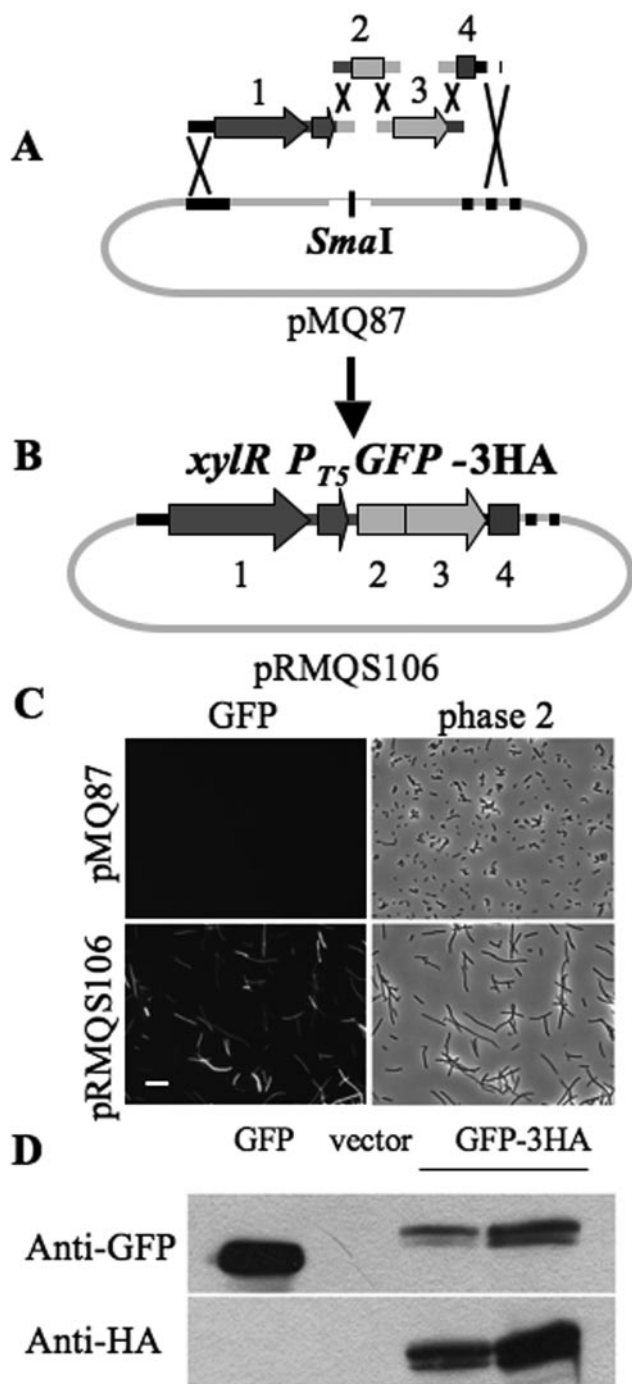 2 4
1 3
A
SmaI
pMQ87
B
xylR PT5 GFP -3HA
1 2 3 4
pRMQS106
C
GFP phase 2
pMQ87
pRMQS106
D
GFP vector GFP-3HA
Anti-GFP
Anti-HA